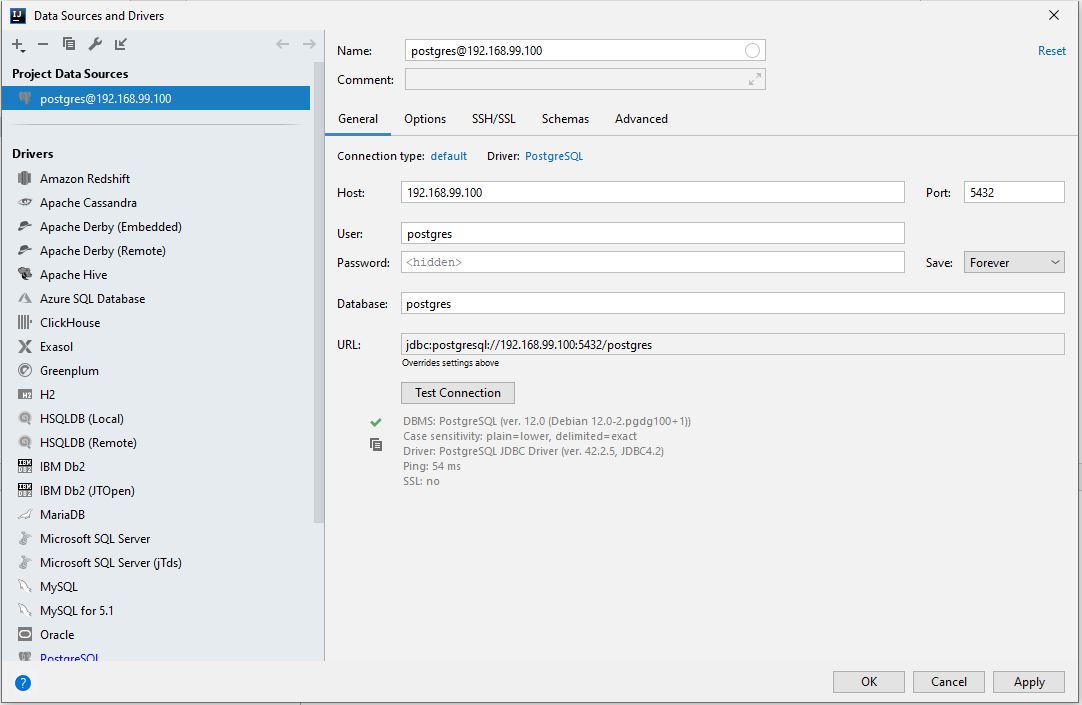 Data Sources and Drivers
Project Data Sources
postgres@192.168.99.100
Drivers
Amazon Redshift
Apache Cassandra
Apache Derby (Embedded)
Apache Derby (Remote)
Apache Hive
Azure SQL Database
ClickHouse
Exasol
Greenplum
H2
HSQLDB (Local)
HSQLDB (Remote)
IBM Db2
IBM Db2 (JTOpen)
MariaDB
Microsoft SQL Server
Microsoft SQL Server (jTds)
MySQL
MySQL for 5.1
Oracle
PostgreSQL
Name: postgres@192.168.99.100 Reset
Comment:
General Options SSH/SSL Schemas Advanced
Connection type: default Driver: PostgreSQL
Host: 192.168.99.100 Port: 5432
User: postgres
Password: <hidden> Save: Forever
Database: postgres
URL: jdbc:postgresql://192.168.99.100:5432/postgres
Overrides settings above
Test Connection
DBMS: PostgreSQL (ver. 12.0 (Debian 12.0-2.pgdg100+1))
Case sensitivity: plain=lower, delimited=exact
Driver: PostgreSQL JDBC Driver (ver. 42.2.5, JDBC4.2)
Ping: 54 ms
SSL: no
? OK Cancel Apply